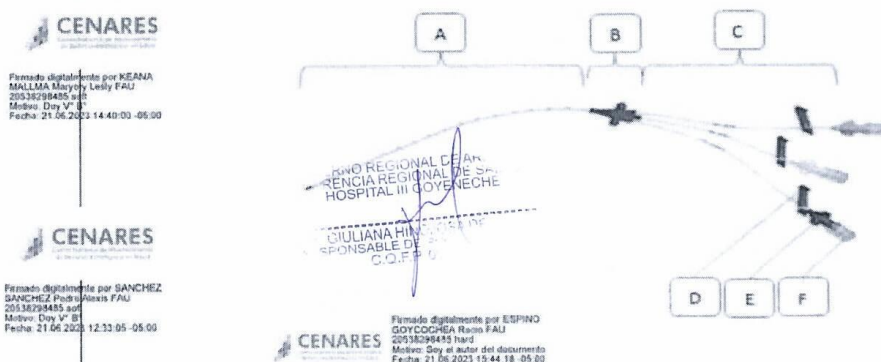 CENARES
Firmado digitalmente por KEANA
MALLMA Maryory Lesly FAU
20538298485 soft
Motivo: Doy V° B°
Fecha: 21.06.2023 14:40:00 -05:00
A
B
C
HOSPITAL III GOYENECHE
GIULIANA
D
E
F
CENARES
Firmado digitalmente por SANCHEZ
SANCHEZ Pedro Alexis FAU
20538298485 soft
Motivo: Doy V° B°
Fecha: 21.06.2023 12:33:05 -05:00
CENARES
Firmado digitalmente por ESPINO
GOYCOCHEA Rocio FAU
20538298485 hard
Motivo: Soy el autor del documento
Fecha: 21.06.2023 15:44:18 -05:00